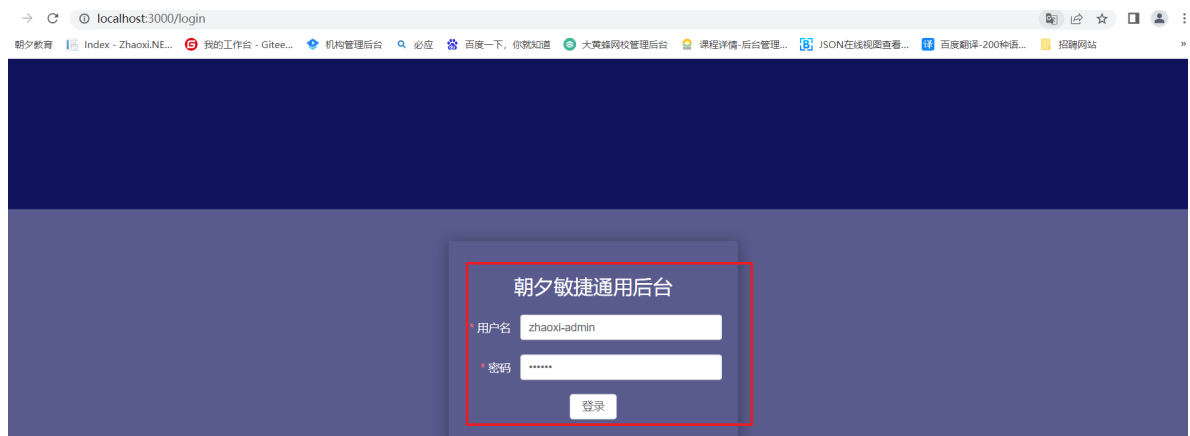 localhost:3000/login
朝夕教育 Index - Zhaoxi.NE... 我的工作台 - Gitee... 机构管理后台 必应 百度一下，你就知道 大黄蜂网校管理后台 课程详情-后台管理... JSON在线视图查看... 百度翻译-200种语... 招聘网站 »
朝夕敏捷通用后台
* 用户名 zhaoxi-admin
* 密码 ••••••
登录